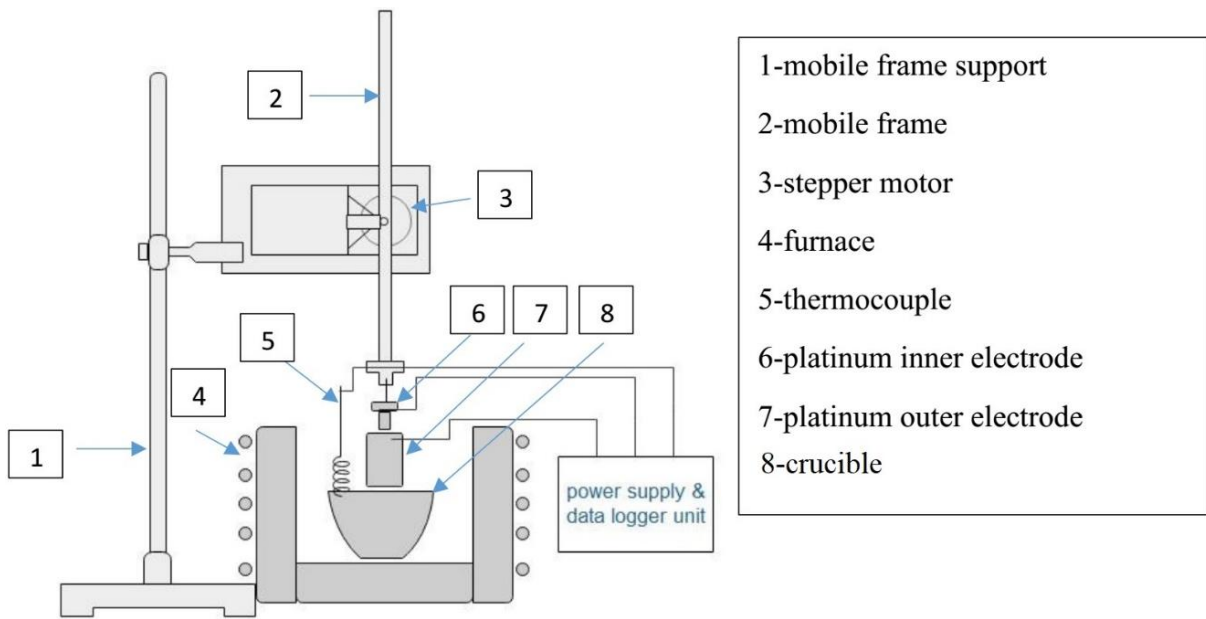 2
3
6
7
8
5
4
1
power supply &
data logger unit
1-mobile frame support
2-mobile frame
3-stepper motor
4-furnace
5-thermocouple
6-platinum inner electrode
7-platinum outer electrode
8-crucible